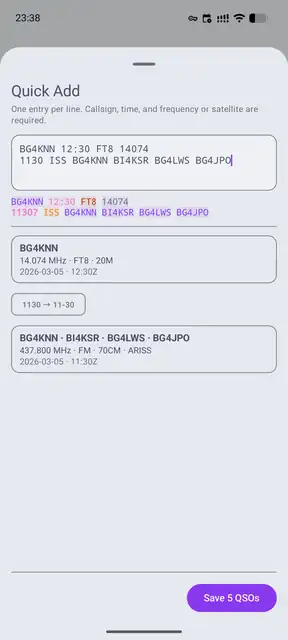 23:38
Quick Add
One entry per line. Callsign, time, and frequency or satellite are
required.
BG4KNN 12:30 FT8 14074
1130 ISS BG4KNN BI4KSR BG4LWS BG4JPO
BG4KNN 12:30 FT8 14074
1130? ISS BG4KNN BI4KSR BG4LWS BG4JPO
BG4KNN
14.074 MHz · FT8 · 20M
2026-03-05 · 12:30Z
1130 → 11-30
BG4KNN · BI4KSR · BG4LWS · BG4JPO
437.800 MHz · FM · 70CM · ARISS
2026-03-05 · 11:30Z
Save 5 QSOs